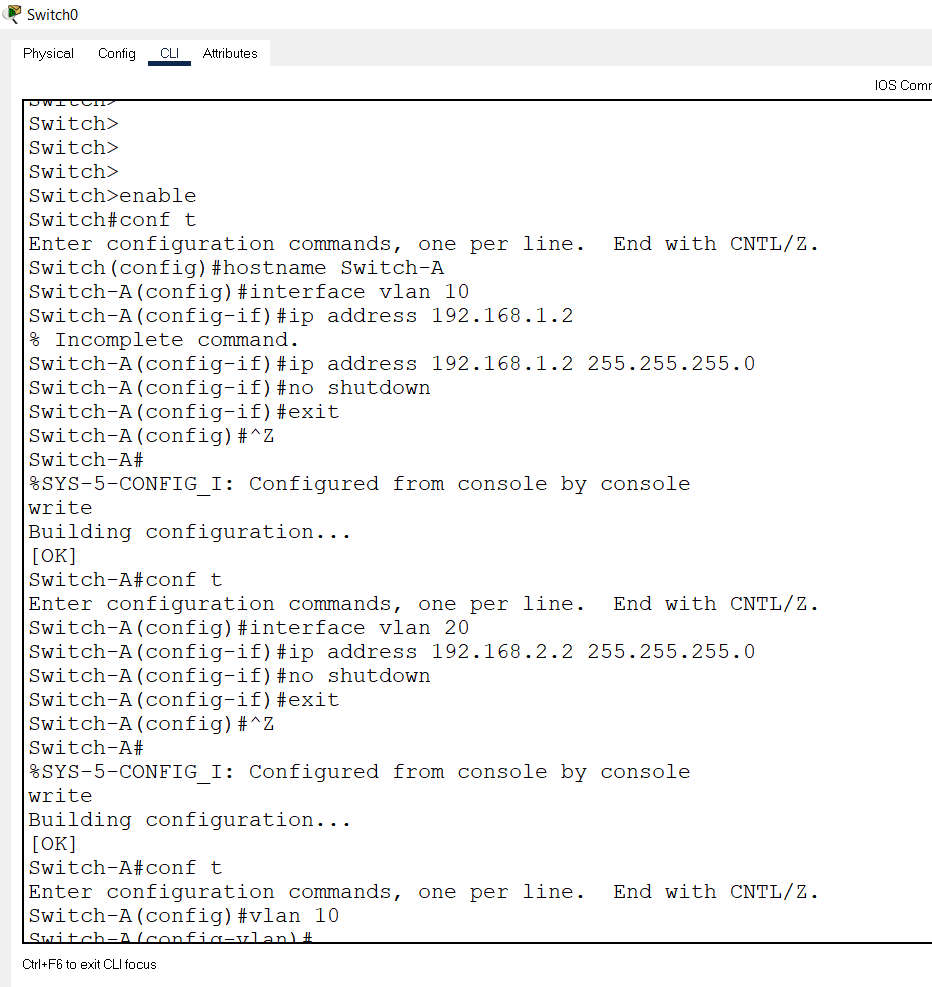 Switch0
Physical Config CLI Attributes
IOS Comm
Switch>
Switch>
Switch>
Switch>
Switch>enable
Switch#conf t
Enter configuration commands, one per line.  End with CNTL/Z.
Switch(config)#hostname Switch-A
Switch-A(config)#interface vlan 10
Switch-A(config-if)#ip address 192.168.1.2
% Incomplete command.
Switch-A(config-if)#ip address 192.168.1.2 255.255.255.0
Switch-A(config-if)#no shutdown
Switch-A(config-if)#exit
Switch-A(config)#^Z
Switch-A#
%SYS-5-CONFIG_I: Configured from console by console
write
Building configuration...
[OK]
Switch-A#conf t
Enter configuration commands, one per line.  End with CNTL/Z.
Switch-A(config)#interface vlan 20
Switch-A(config-if)#ip address 192.168.2.2 255.255.255.0
Switch-A(config-if)#no shutdown
Switch-A(config-if)#exit
Switch-A(config)#^Z
Switch-A#
%SYS-5-CONFIG_I: Configured from console by console
write
Building configuration...
[OK]
Switch-A#conf t
Enter configuration commands, one per line.  End with CNTL/Z.
Switch-A(config)#vlan 10
Switch-A(config-vlan)#
Ctrl+F6 to exit CLI focus